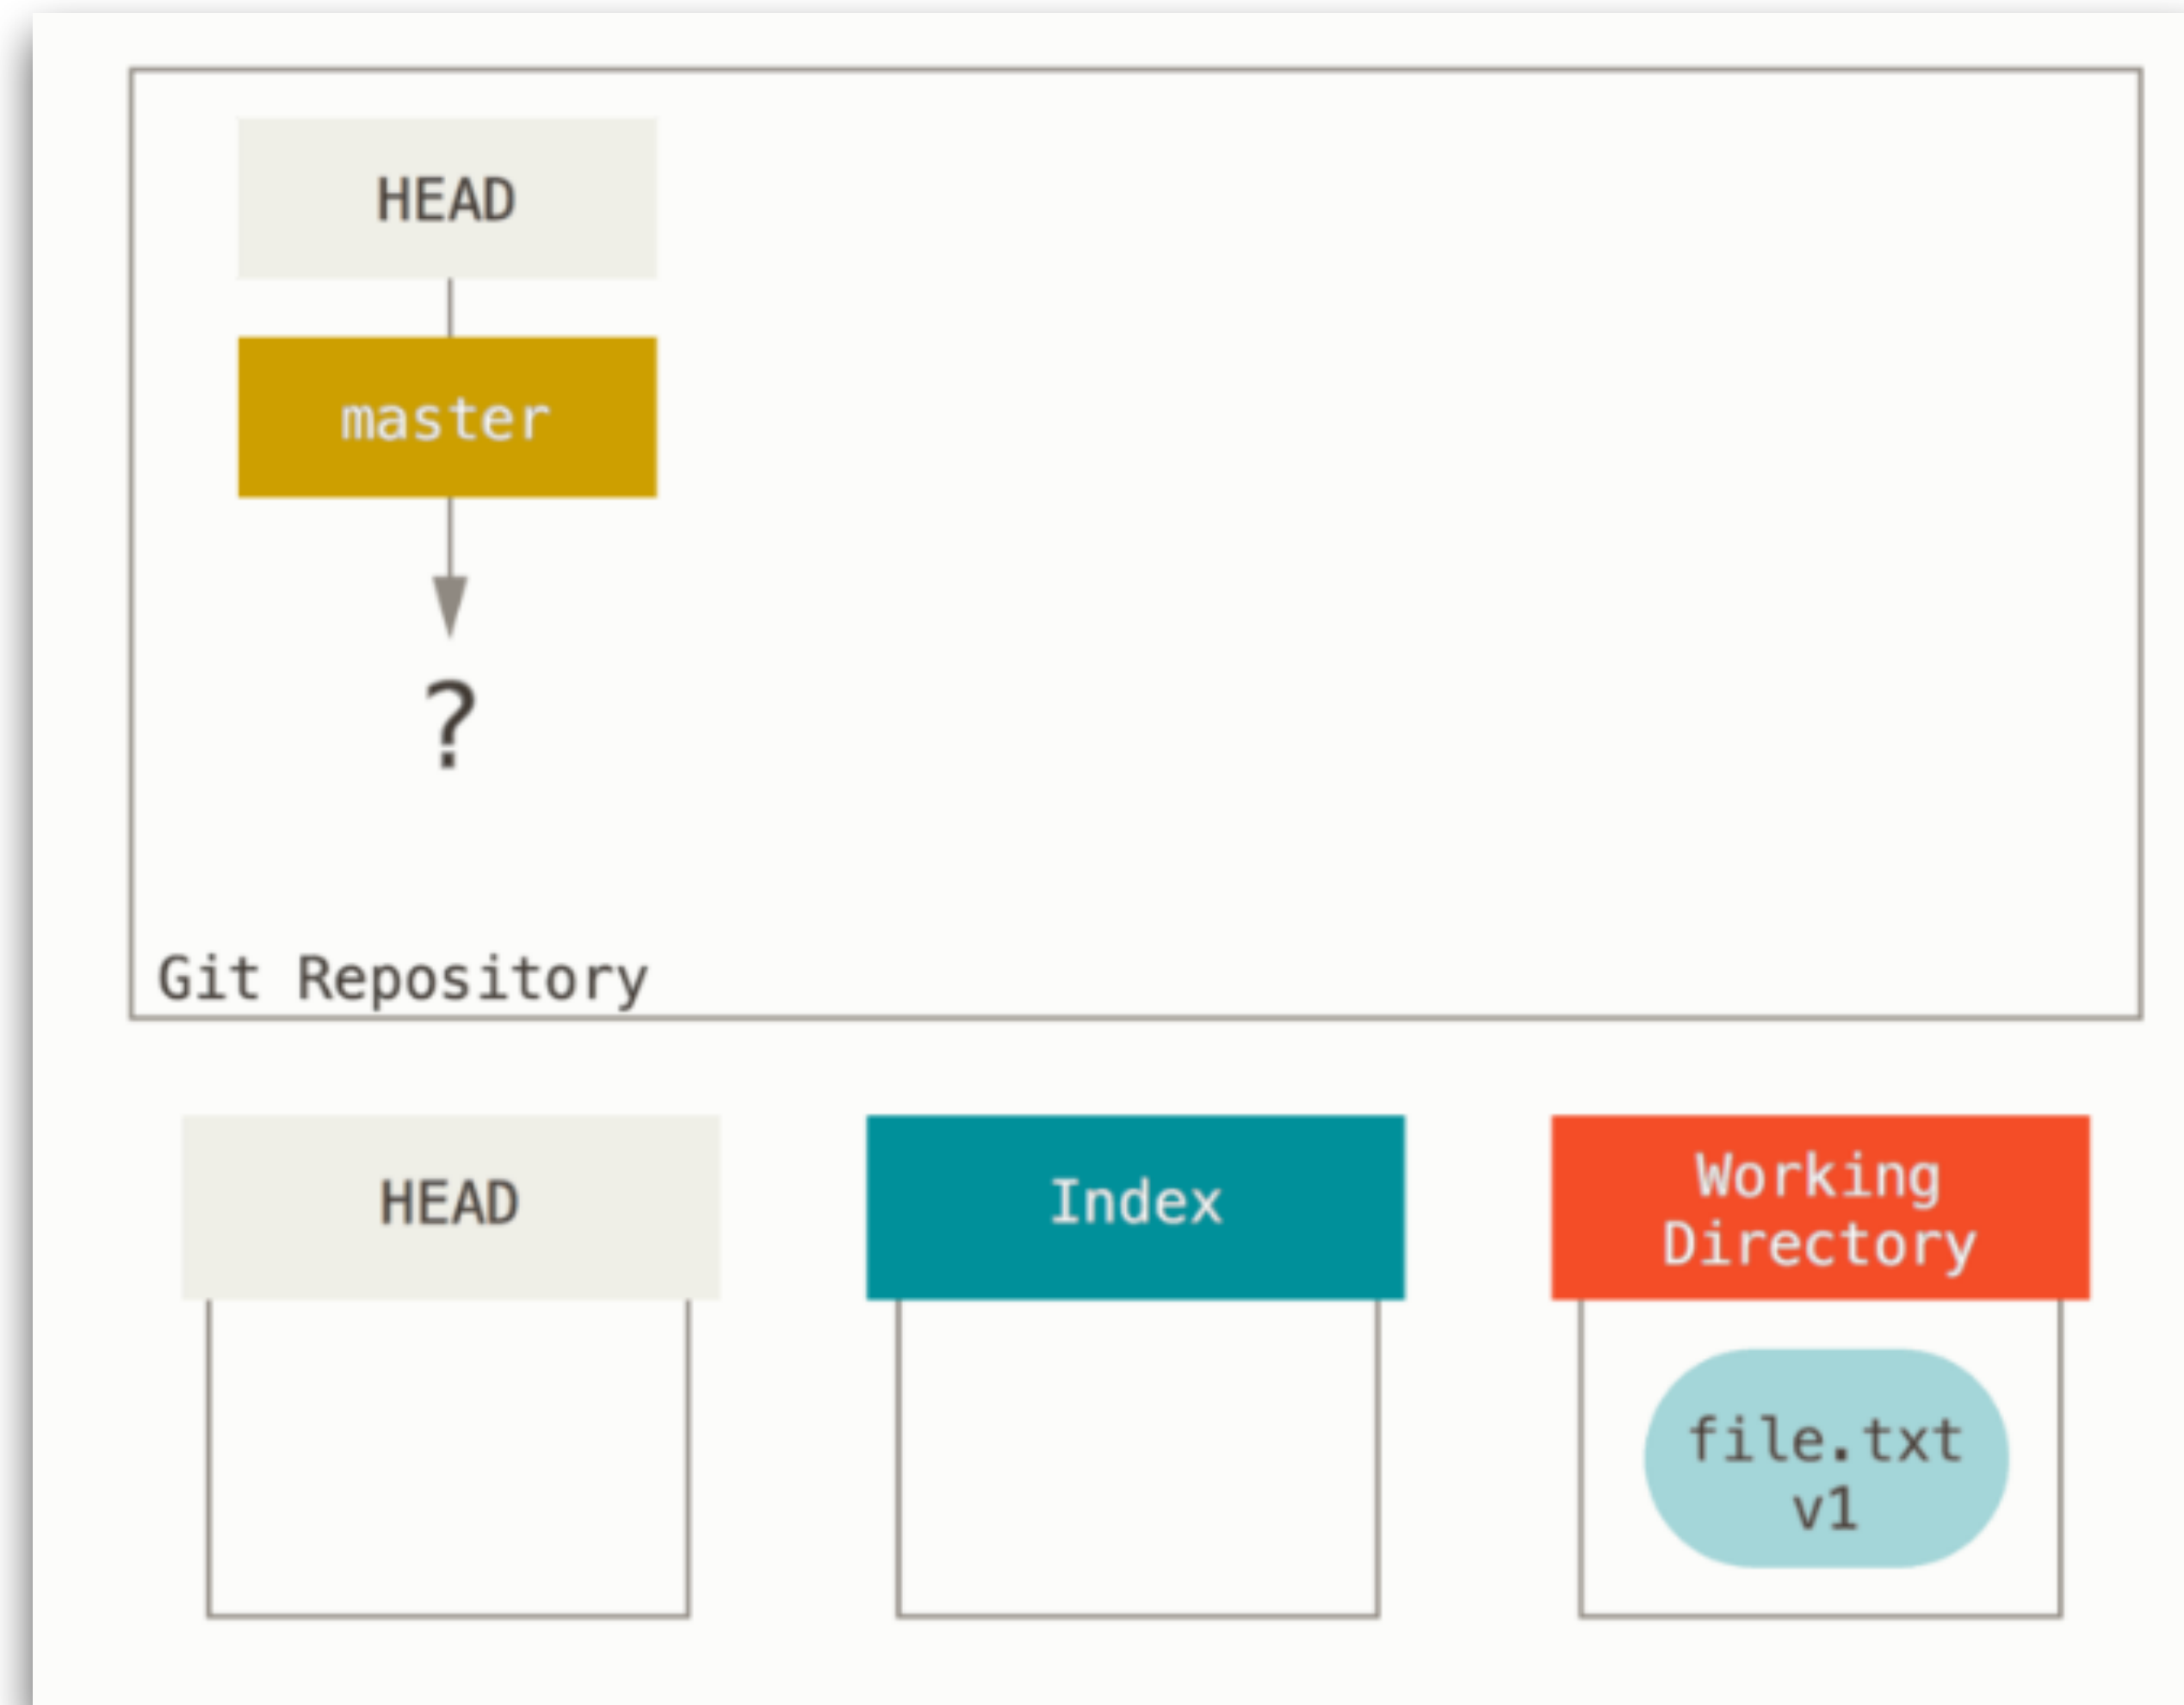 HEAD
master
?
Git Repository
HEAD
Index
Working
Directory
file.txt
v1